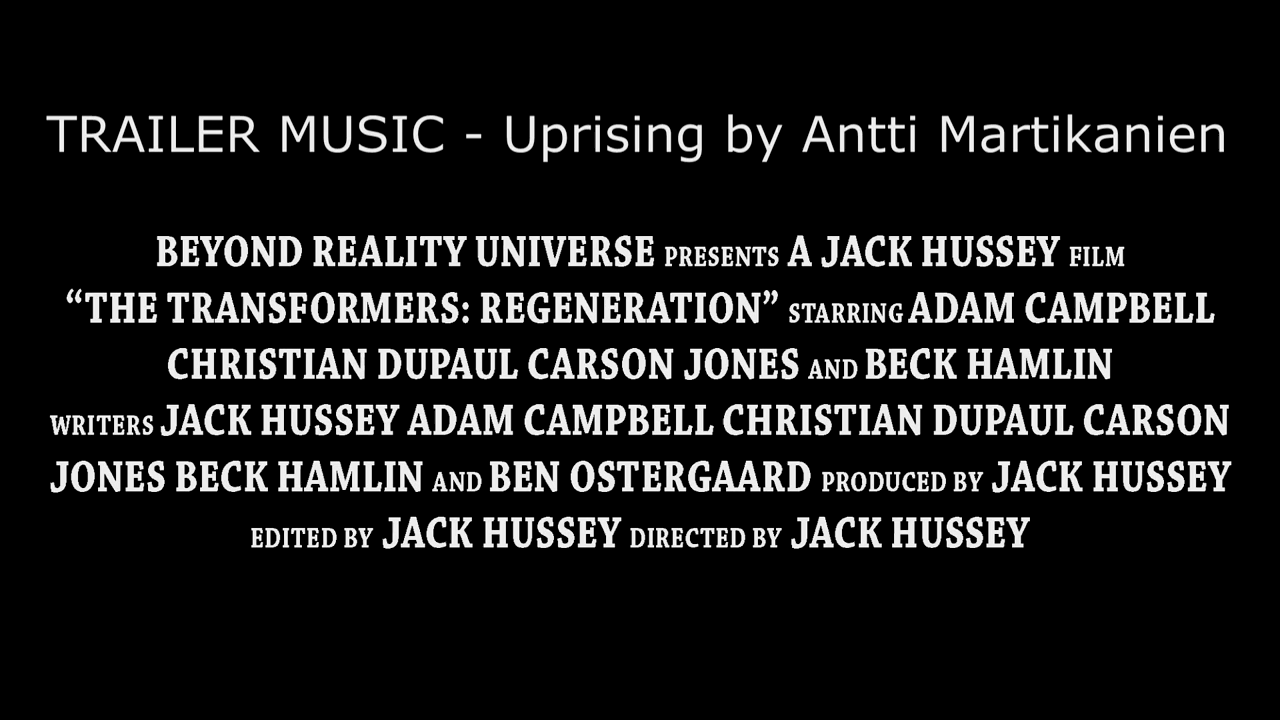 TRAILER MUSIC - Uprising by Antti Martikanien
BEYOND REALITY UNIVERSE PRESENTS A JACK HUSSEY FILM
“THE TRANSFORMERS: REGENERATION” STARRING ADAM CAMPBELL
CHRISTIAN DUPAUL CARSON JONES AND BECK HAMLIN
WRITERS JACK HUSSEY ADAM CAMPBELL CHRISTIAN DUPAUL CARSON
JONES BECK HAMLIN AND BEN OSTERGAARD PRODUCED BY JACK HUSSEY
EDITED BY JACK HUSSEY DIRECTED BY JACK HUSSEY